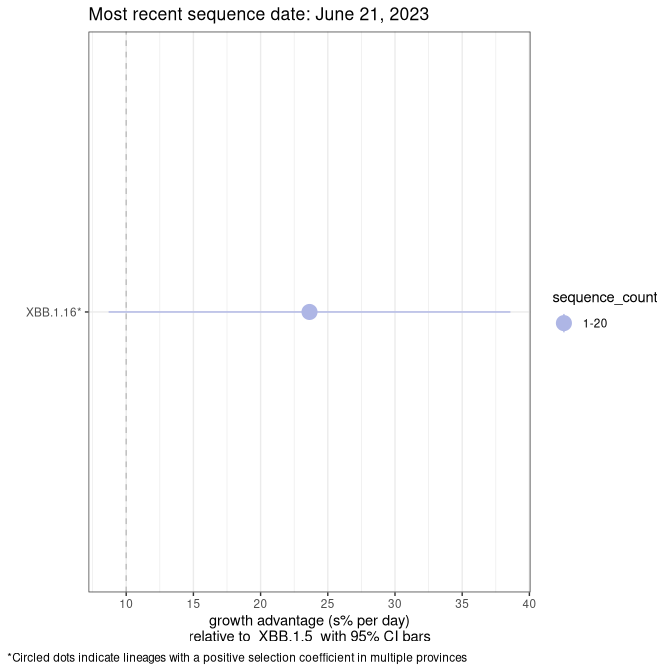 Most recent sequence date: June 21, 2023
XBB.1.16*
sequence_count
1-20
10 15 20 25 30 35 40
growth advantage (s% per day)
relative to  XBB.1.5  with 95% CI bars
*Circled dots indicate lineages with a positive selection coefficient in multiple provinces